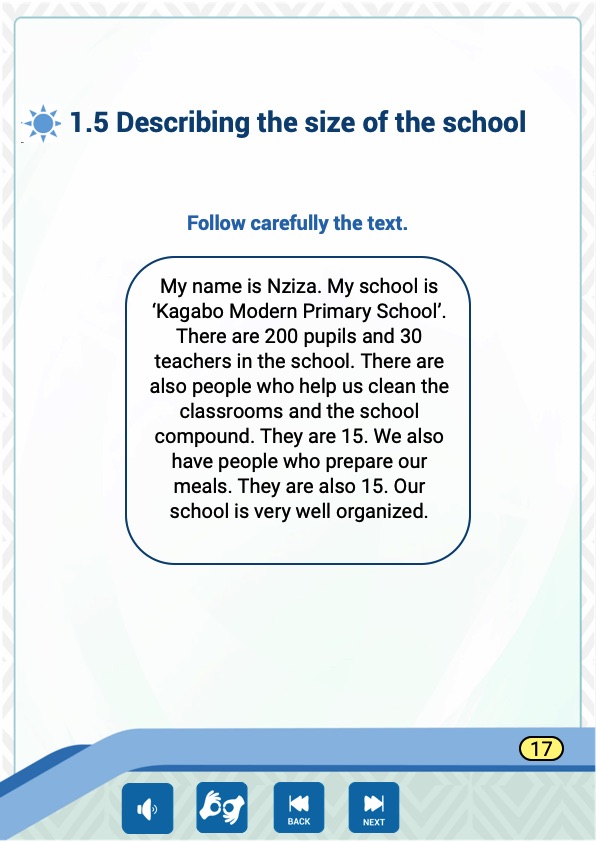 1.5 Describing the size of the school
Follow carefully the text.
My name is Nziza. My school is
‘Kagabo Modern Primary School’.
There are 200 pupils and 30
teachers in the school. There are
also people who help us clean the
classrooms and the school
compound. They are 15. We also
have people who prepare our
meals. They are also 15. Our
school is very well organized.
17
BACK
NEXT